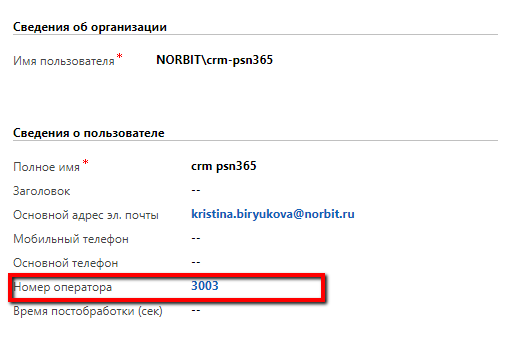 Сведения об организации
Имя пользователя* NORBIT\crm-psn365
Сведения о пользователе
Полное имя* crm psn365
Заголовок --
Основной адрес эл. почты kristina.biryukova@norbit.ru
Мобильный телефон --
Основной телефон --
Номер оператора 3003
Время постобработки (сек) --